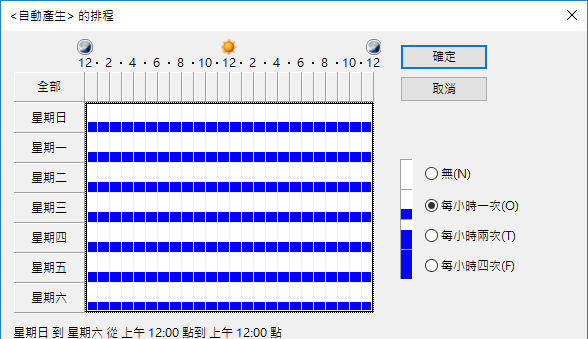 <自動產生> 的排程
12 · 2 · 4 · 6 · 8 · 10 · 12 · 2 · 4 · 6 · 8 · 10 · 12
確定
取消
全部
星期日
星期一
星期二
星期三
星期四
星期五
星期六
無(N)
每小時一次(O)
每小時兩次(T)
每小時四次(F)
星期日 到 星期六 從 上午 12:00 點到 上午 12:00 點